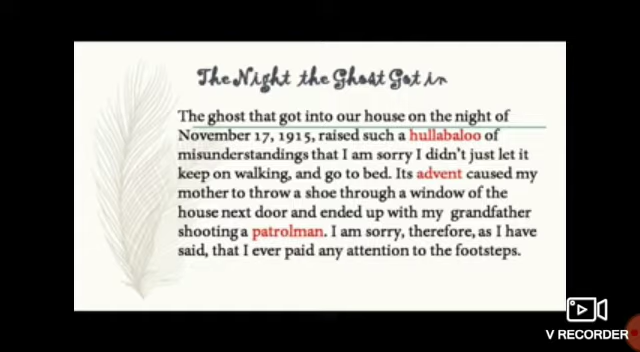 The Night the Ghost Got in
The ghost that got into our house on the night of
November 17, 1915, raised such a hullabaloo of
misunderstandings that I am sorry I didn't just let it
keep on walking, and go to bed. Its advent caused my
mother to throw a shoe through a window of the
house next door and ended up with my grandfather
shooting a patrolman. I am sorry, therefore, as I have
said, that I ever paid any attention to the footsteps.
V RECORDER